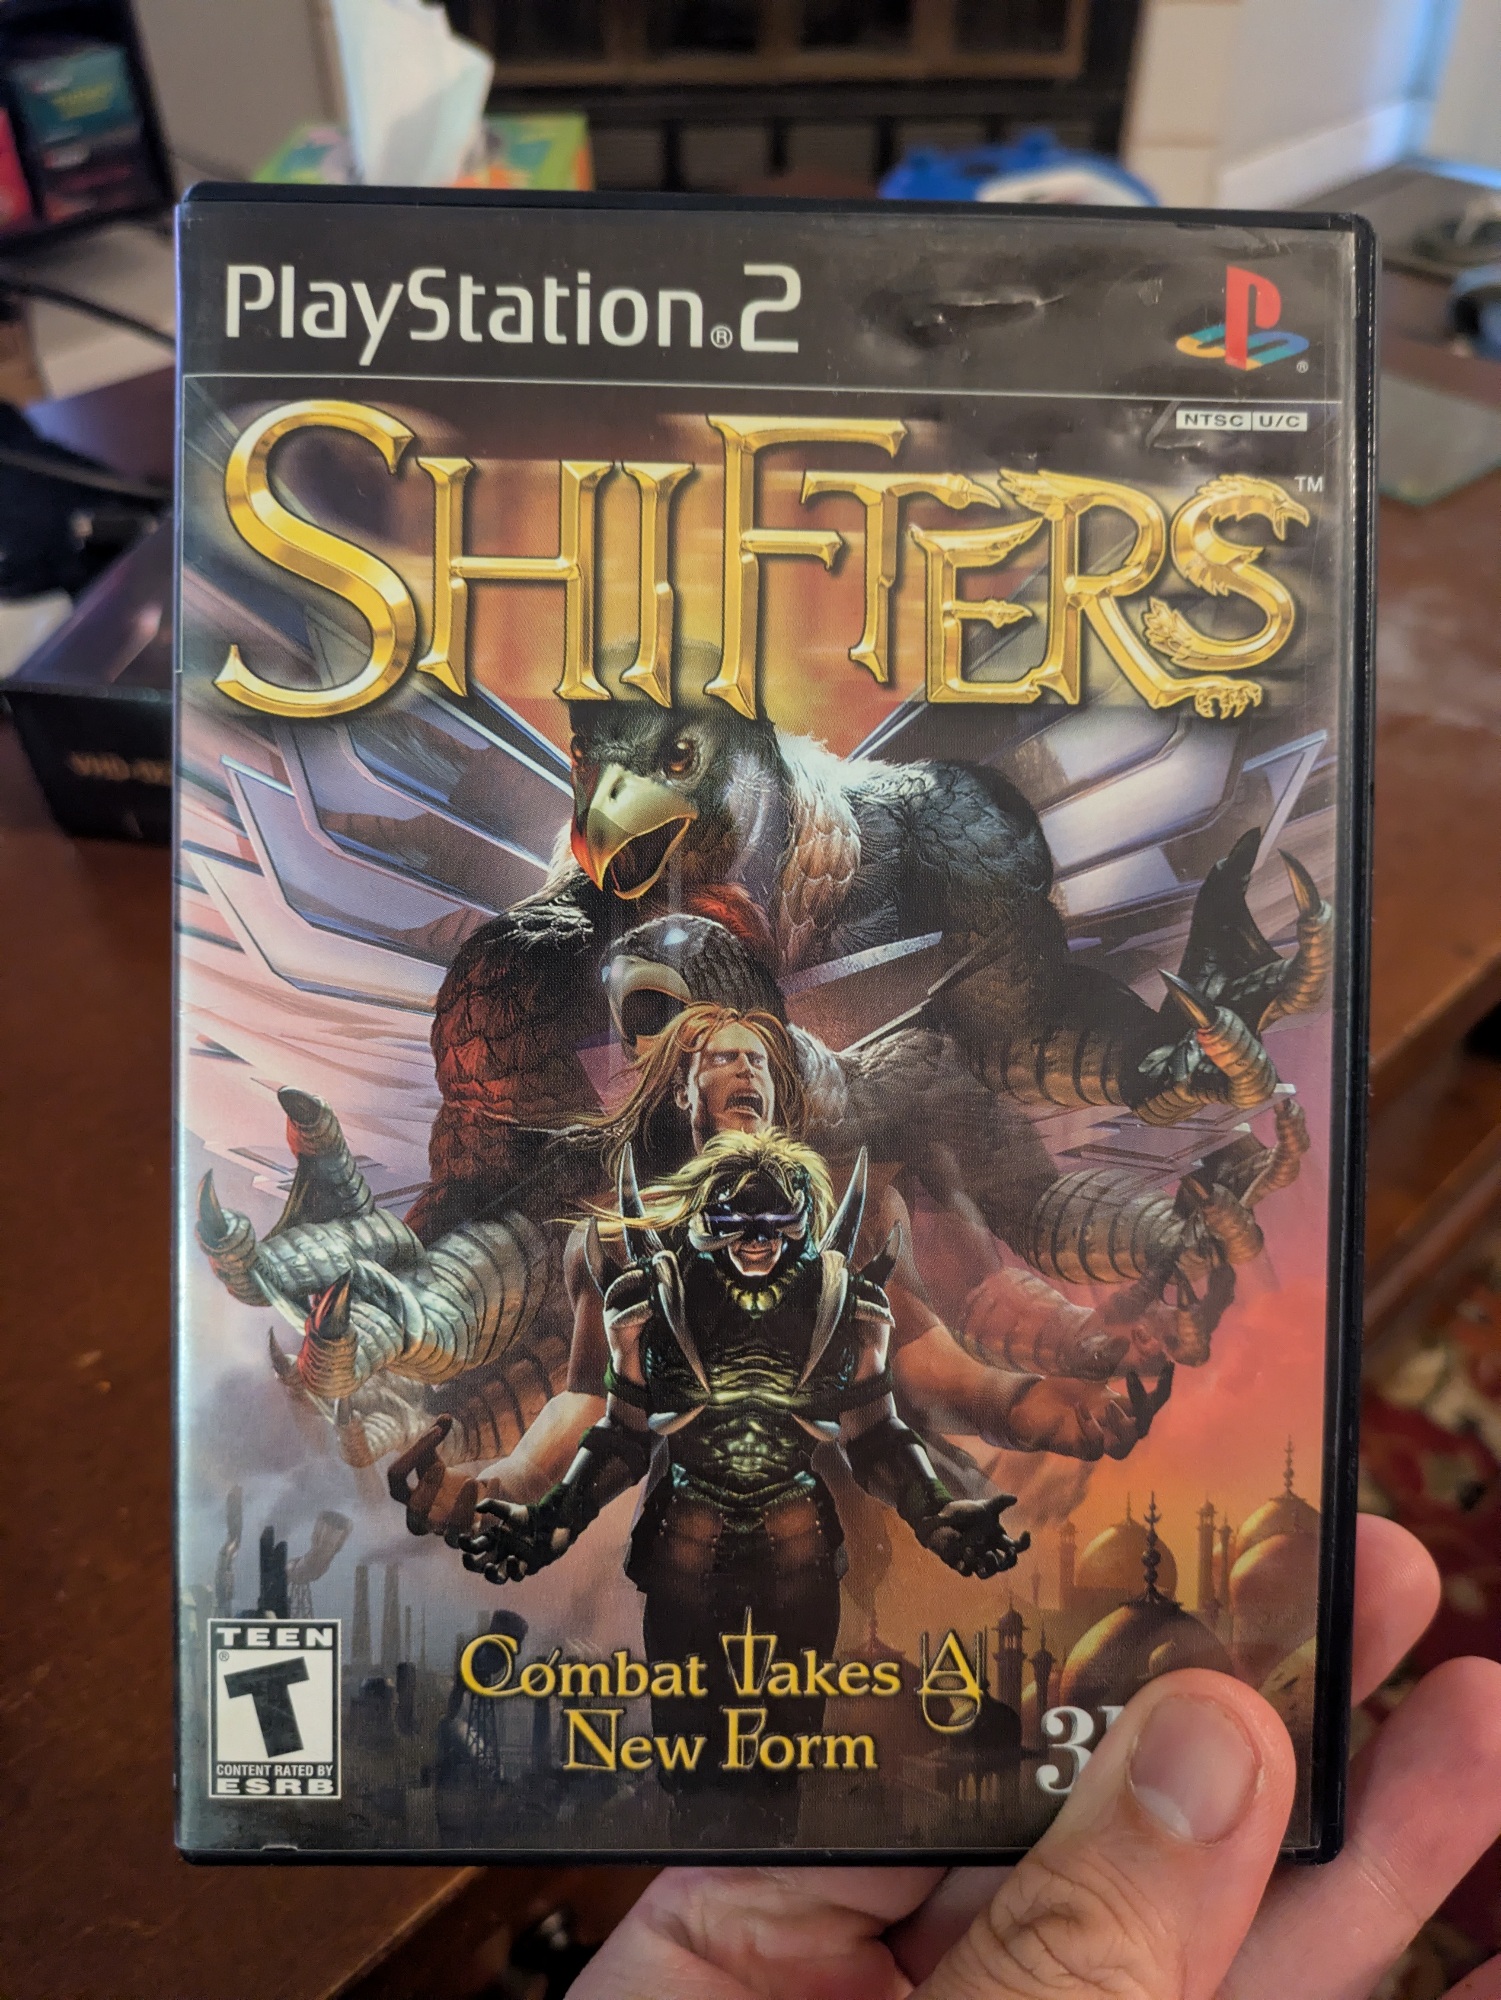 PlayStation®2
NTSC U/C
SHIFTERS™
TEEN
T
CONTENT RATED BY
ESRB
Combat Takes A
New Form